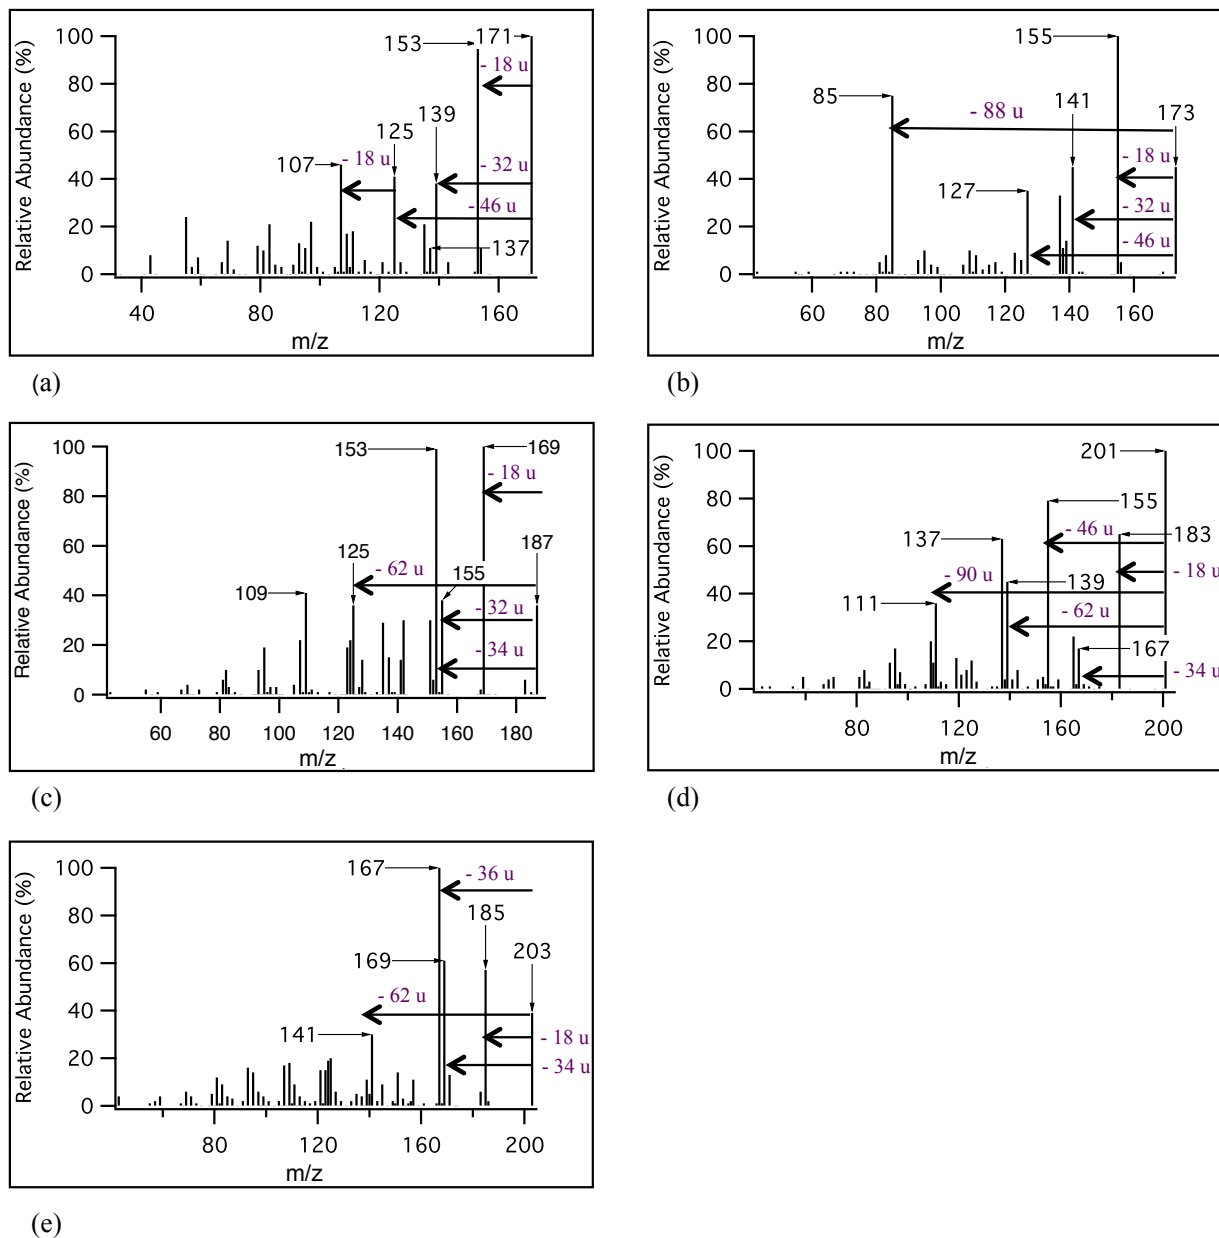 Relative Abundance (%)
100
80
60
40
20
0
40
80
120
160
m/z
153
171
- 18 u
139
125
107
- 18 u
- 32 u
- 46 u
137
(a)
Relative Abundance (%)
100
80
60
40
20
0
60
80
100
120
140
160
m/z
155
85
- 88 u
141
173
- 18 u
127
- 32 u
- 46 u
(b)
Relative Abundance (%)
100
80
60
40
20
0
60
80
100
120
140
160
180
m/z
153
169
- 18 u
187
125
- 62 u
155
109
- 32 u
- 34 u
(c)
Relative Abundance (%)
100
80
60
40
20
0
80
120
160
200
m/z
201
155
137
- 46 u
183
- 90 u
139
- 18 u
111
- 62 u
167
- 34 u
(d)
Relative Abundance (%)
100
80
60
40
20
0
80
120
160
200
m/z
167
- 36 u
185
169
203
- 62 u
141
- 18 u
- 34 u
(e)